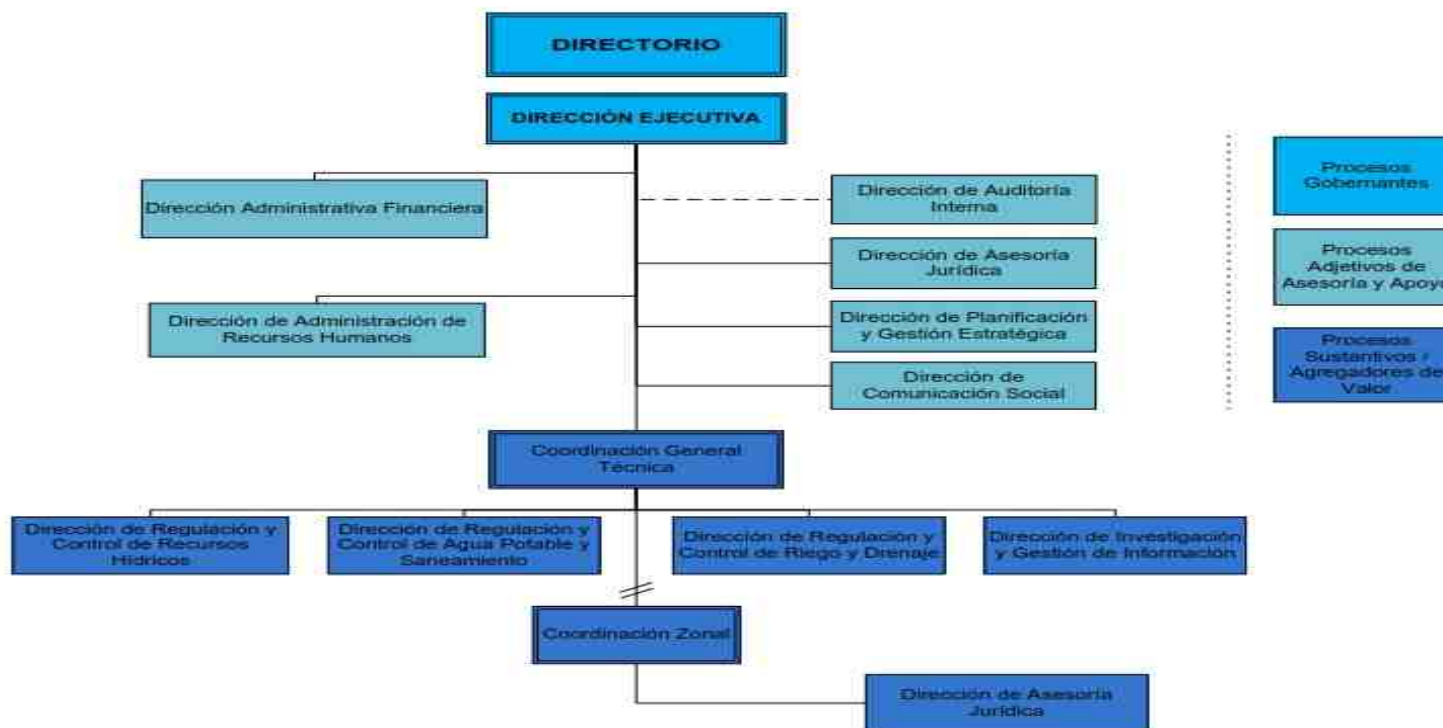 DIRECTORIO
DIRECCIÓN EJECUTIVA
Dirección Administrativa Financiera
Dirección de Administración de
Recursos Humanos
Dirección de Auditoría
Interna
Dirección de Asesoría
Jurídica
Dirección de Planificación
y Gestión Estratégica
Dirección de
Comunicación Social
Procesos
Gobernantes
Procesos
Adjetivos de
Asesoría y Apoyo
Procesos
Sustantivos /
Agregadores de
Valor
Coordinación General
Técnica
Dirección de Regulación y
Control de Recursos
Hídricos
Dirección de Regulación y
Control de Agua Potable y
Saneamiento
Dirección de Regulación y
Control de Riego y Drenaje
Dirección de Investigación
y Gestión de Información
Coordinación Zonal
Dirección de Asesoría
Jurídica